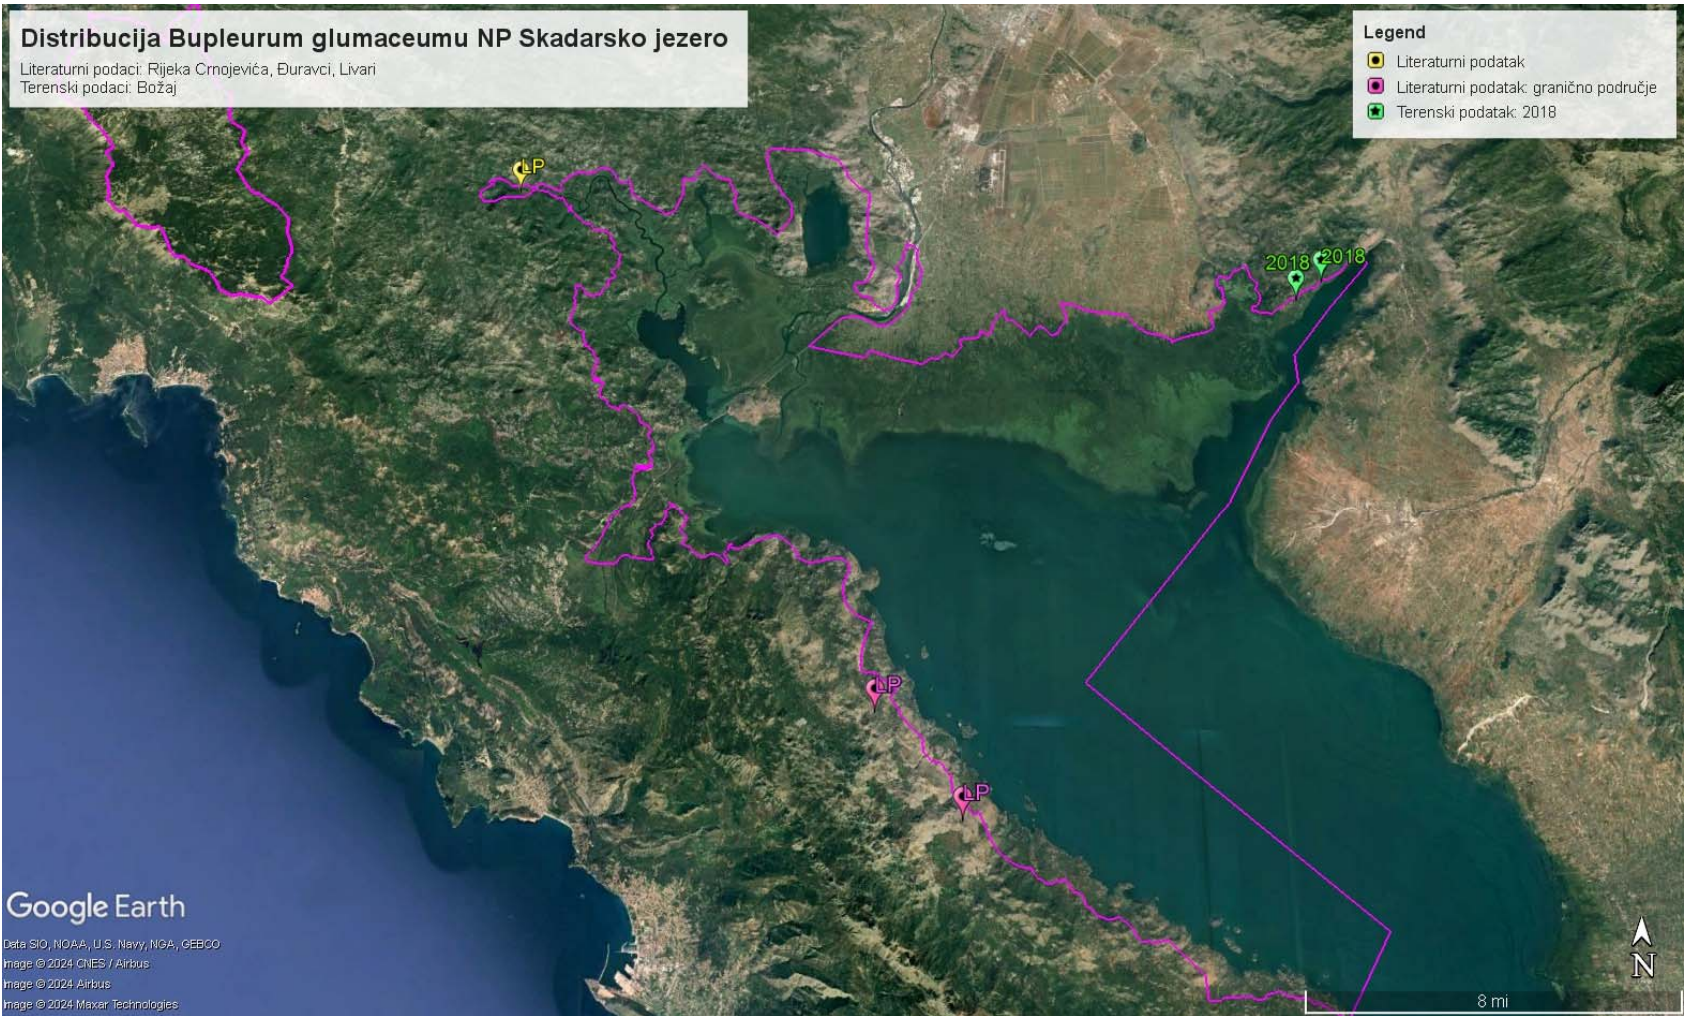 Distribucija Bupleurum glumaceumu NP Skadarsko jezero
Literaturni podaci: Rijeka Crnojevića, Đuravci, Livari
Terenski podaci: Božaj
Legend
Literaturni podatak
Literaturni podatak: granično područje
Terenski podatak: 2018
LP
2018
2018
LP
LP
Google Earth
Data SIO, NOAA, U.S. Navy, NGA, GEBCO
Image © 2024 CNES / Airbus
Image © 2024 Airbus
Image © 2024 Maxar Technologies
N
8 mi